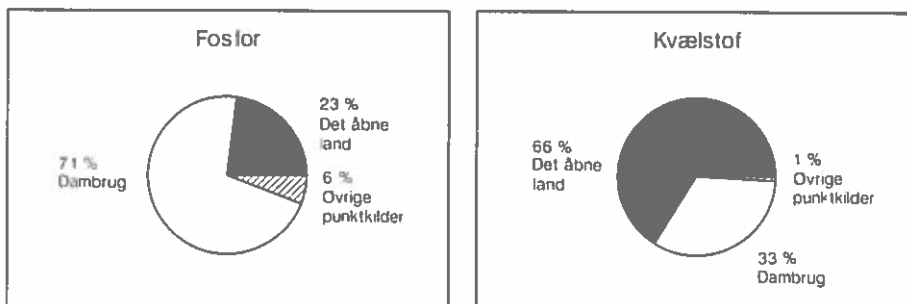 Fosfor
23 %
Det åbne
land
71 %
Dambrug
6 %
Øvrige
punktkilder
Kvælstof
66 %
Det åbne
land
1 %
Øvrige
punktkilder
33 %
Dambrug